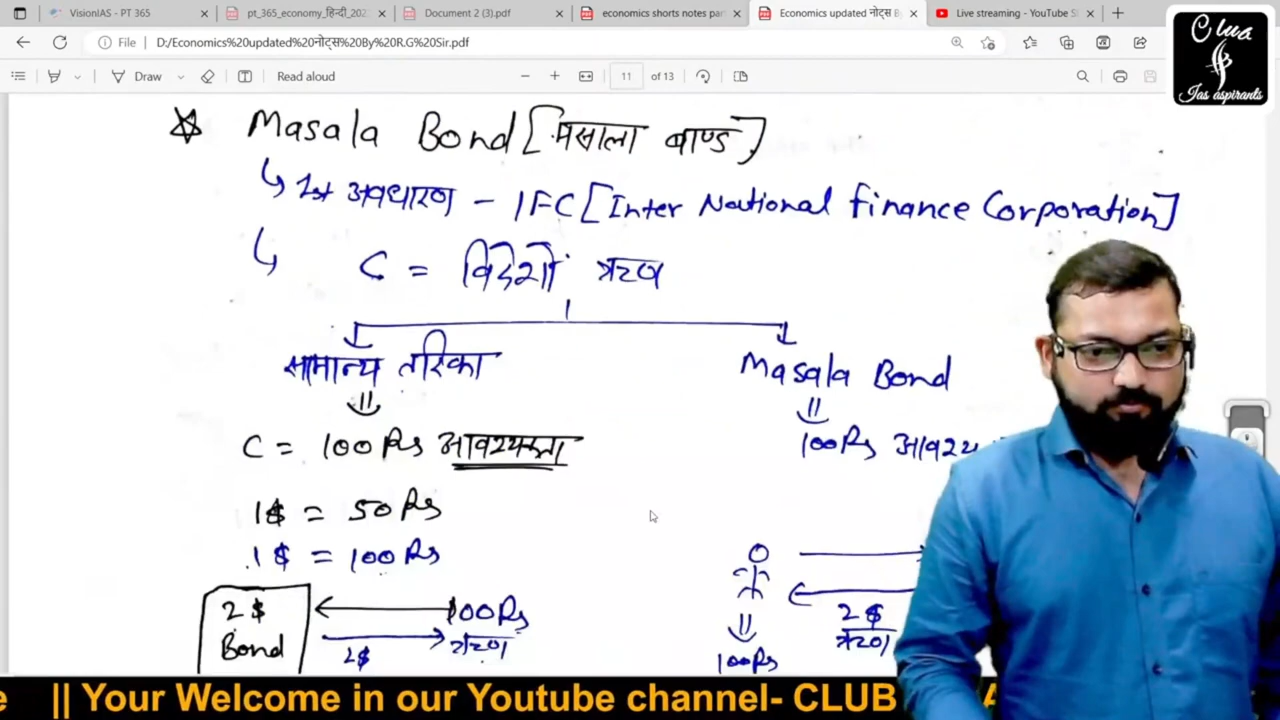 VisionIAS - PT 365
pt_365_economy_हिन्दी_202
Document 2 (3).pdf
economics shorts notes par
Economics updated नोट्स By
Live streaming - YouTube S
File
D:/Economics%20updated%20नोट्स%20By%20R.G%20Sir.pdf
Draw
Read aloud
11 of 13
Club
Ias aspirants
Masala Bond [मसाला बाण्ड]
1st अवधारणा - IFC [Inter National Finance Corporation]
C = विदेशों ऋण
सामान्य तरिका
Masala Bond
C = 100 Rs आवश्यकता
100 Rs आवश्य
1$ = 50 Rs
1$ = 100 Rs
2$
Bond
100 Rs
ऋण
2$
2$
ऋण
100 Rs
|| Your Welcome in our Youtube channel- CLUB